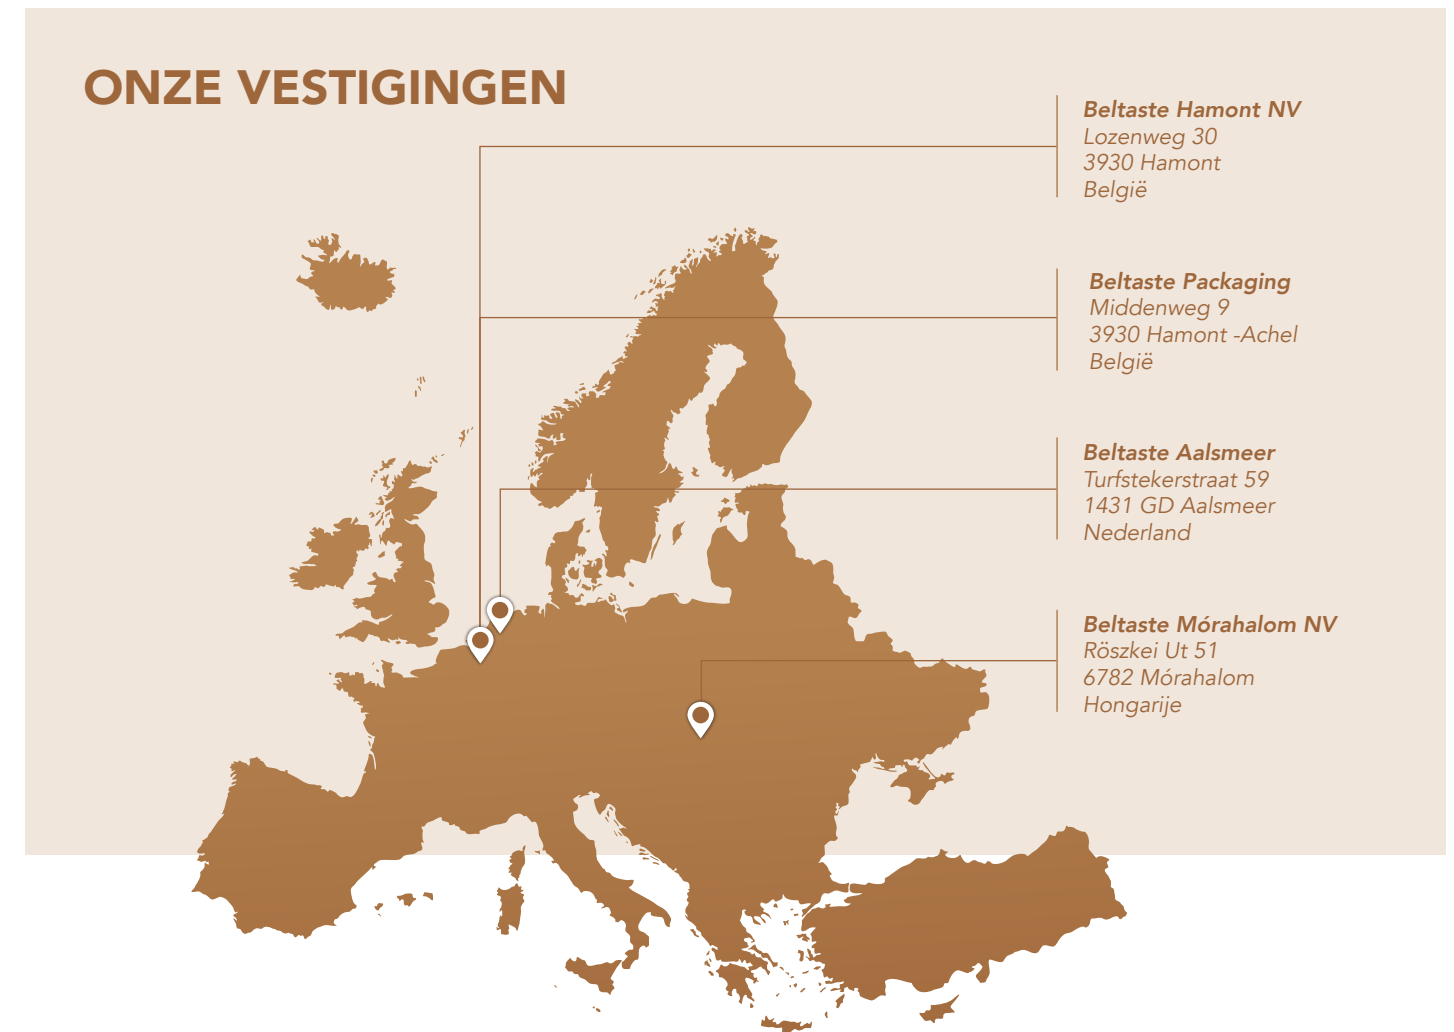 ONZE VESTIGINGEN
Beltaste Hamont NV
Lozenweg 30
3930 Hamont
België
Beltaste Packaging
Middenweg 9
3930 Hamont -Achel
België
Beltaste Aalsmeer
Turfstekerstraat 59
1431 GD Aalsmeer
Nederland
Beltaste Mórahalom NV
Röszkei Ut 51
6782 Mórahalom
Hongarije